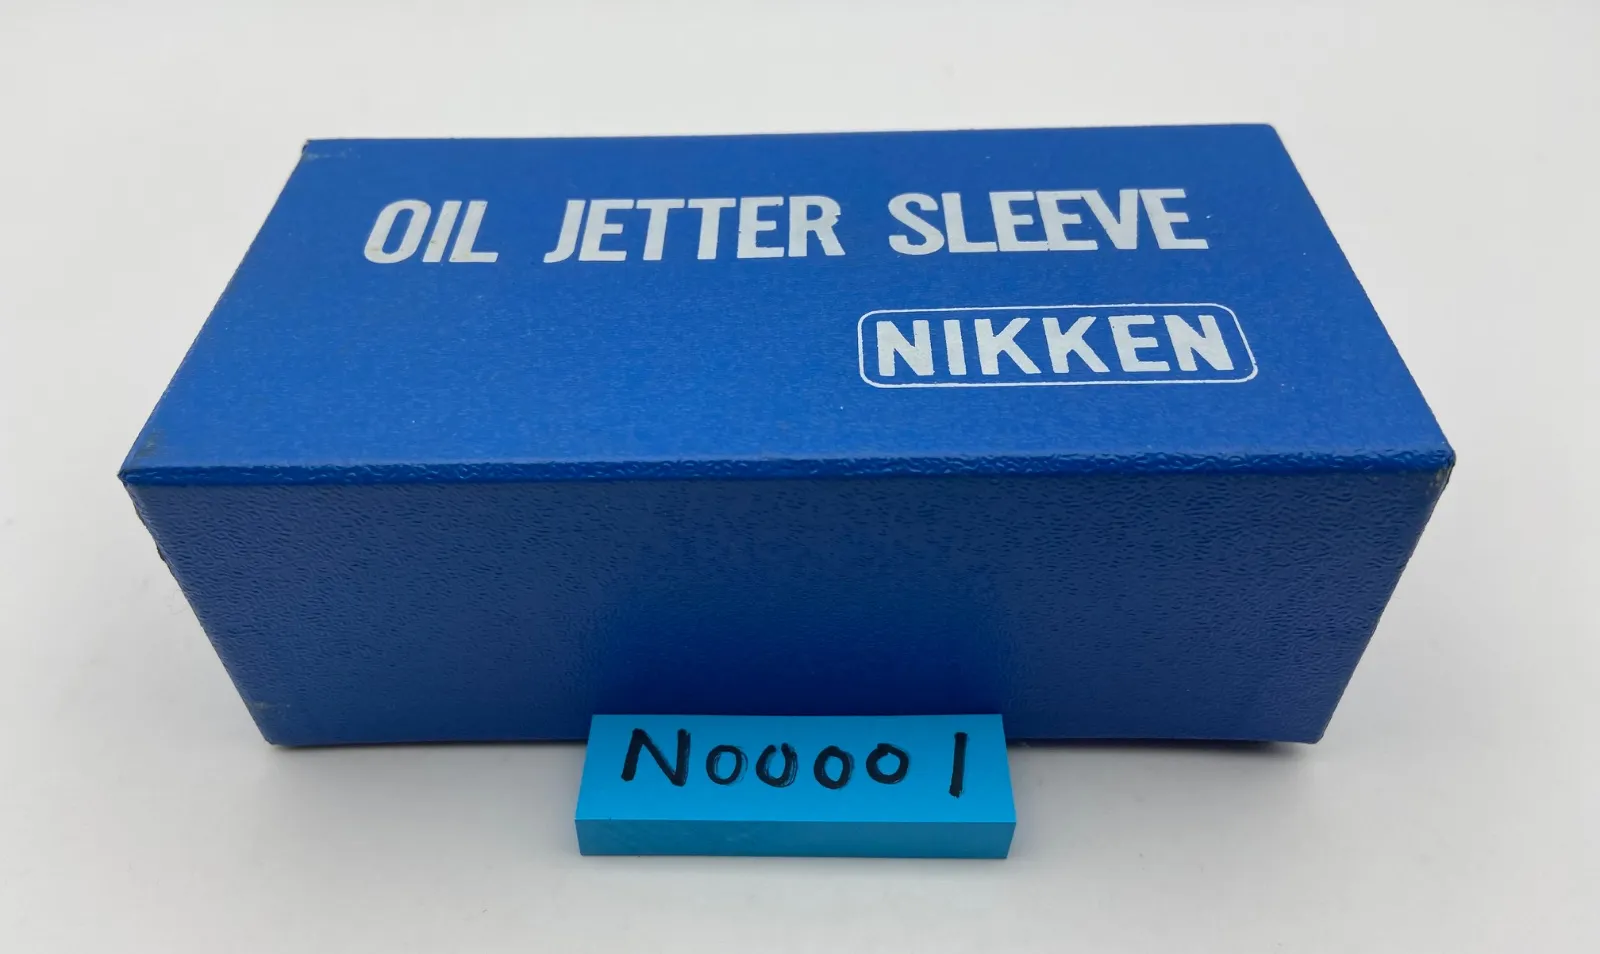 OIL JETTER SLEEVE
NIKKEN
N00001